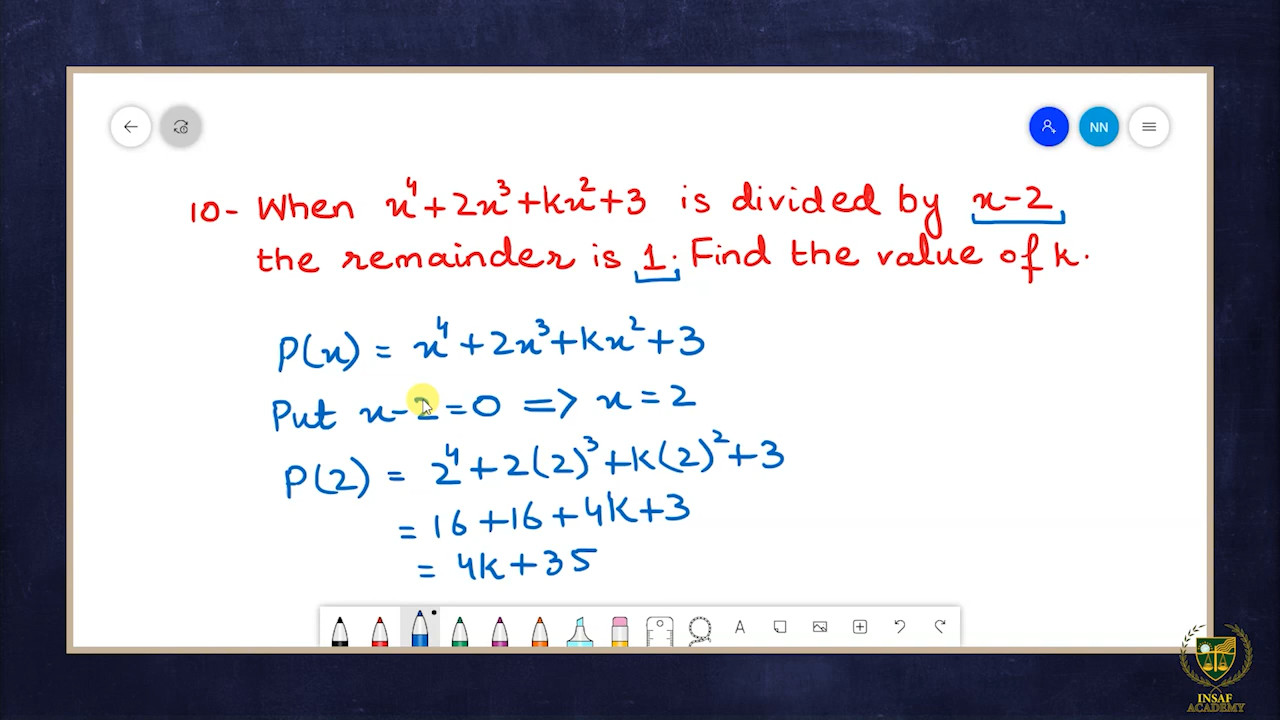 NN
10- When x⁴+2x³+kx²+3 is divided by x-2
the remainder is 1. Find the value of k.
P(x) = x⁴+2x³+kx²+3
Put x-2=0 => x=2
P(2) = 2⁴+2(2)³+k(2)²+3
=16+16+4k+3
= 4k+35
A
INSAF
ACADEMY